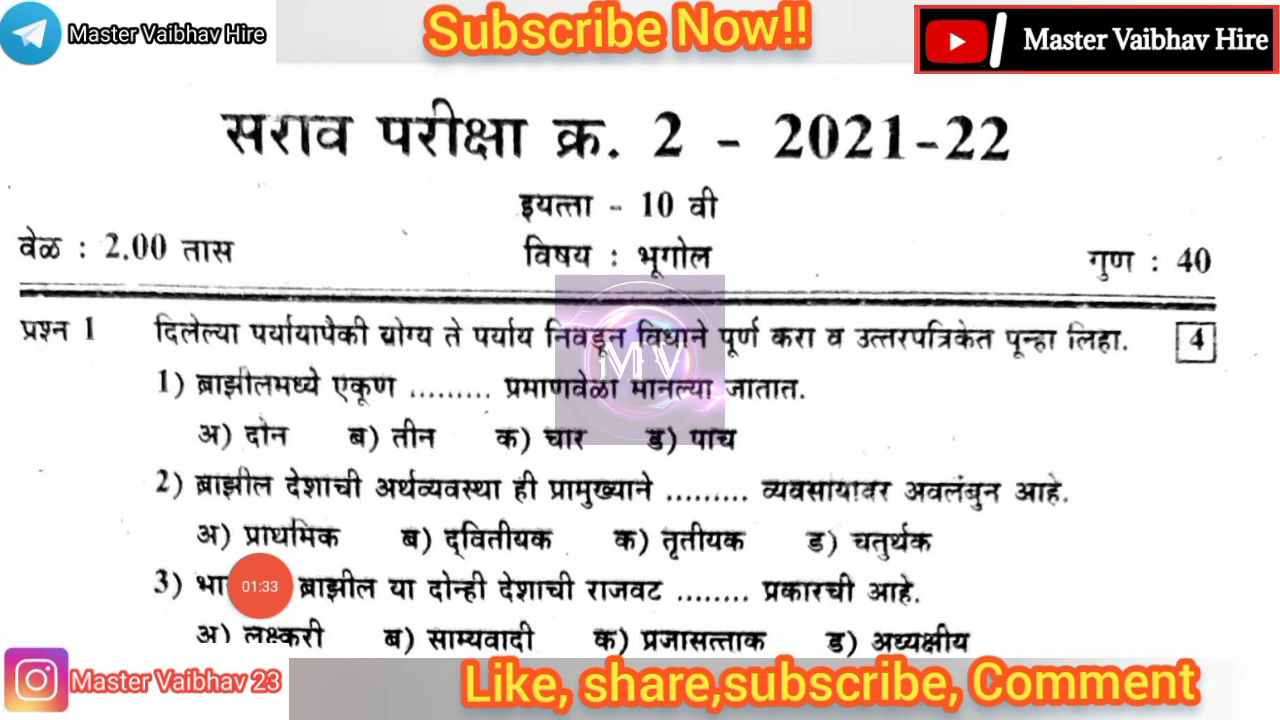 Master Vaibhav Hire
Subscribe Now!!
Master Vaibhav Hire
सराव परीक्षा क्र. 2 - 2021-22
इयत्ता - 10 वी
वेळ : 2.00 तास विषय : भूगोल गुण : 40
प्रश्न 1 दिलेल्या पर्यायापैकी योग्य ते पर्याय निवडून विधाने पूर्ण करा व उत्तरपत्रिकेत पून्हा लिहा. 4
MV
1) ब्राझीलमध्ये एकूण ......... प्रमाणवेळा मानल्या जातात.
अ) दोन ब) तीन क) चार ड) पाच
2) ब्राझील देशाची अर्थव्यवस्था ही प्रामुख्याने ......... व्यवसायावर अवलंबुन आहे.
अ) प्राथमिक ब) द्वितीयक क) तृतीयक ड) चतुर्थक
3) भा 01:33 ब्राझील या दोन्ही देशाची राजवट ........ प्रकारची आहे.
अ) लष्करी ब) साम्यवादी क) प्रजासत्ताक ड) अध्यक्षीय
Master Vaibhav 23
Like, share,subscribe, Comment